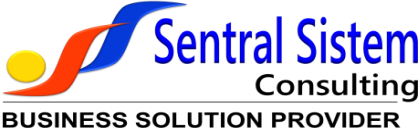 Sentral Sistem
Consulting
BUSINESS SOLUTION PROVIDER